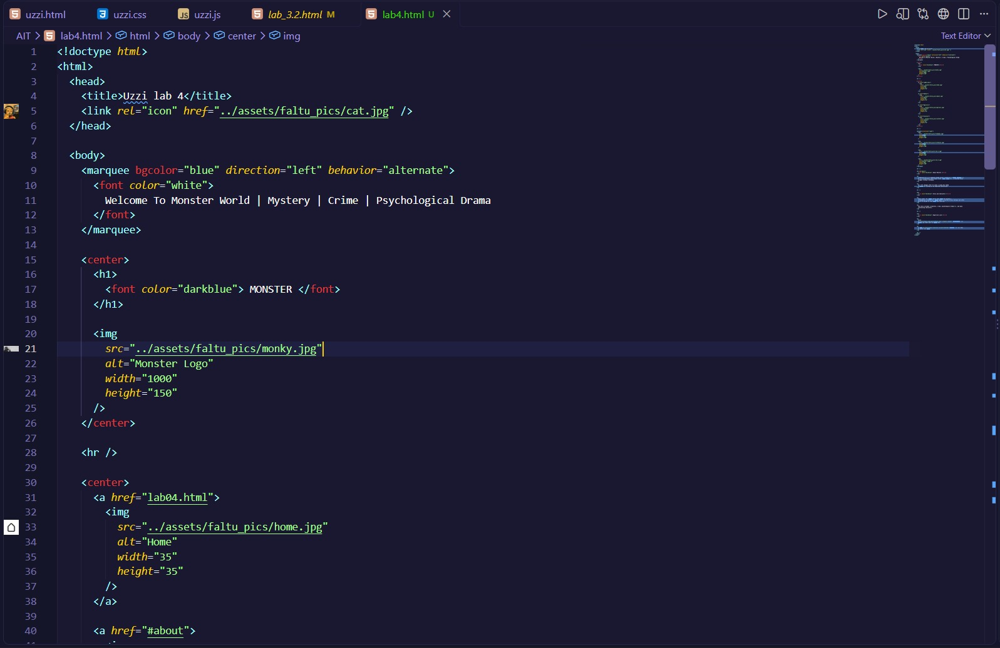 uzzi.html uzzi.css JS uzzi.js lab_3.2.html M lab4.html U
AIT > lab4.html > html > body > center > img Text Editor
1 <!doctype html>
2 <html>
3 <head>
4 <title>Uzzi lab 4</title>
5 <link rel="icon" href="../assets/faltu_pics/cat.jpg" />
6 </head>
7
8 <body>
9 <marquee bgcolor="blue" direction="left" behavior="alternate">
10 <font color="white">
11 Welcome To Monster World | Mystery | Crime | Psychological Drama
12 </font>
13 </marquee>
14
15 <center>
16 <h1>
17 <font color="darkblue"> MONSTER </font>
18 </h1>
19
20 <img
21 src="../assets/faltu_pics/monky.jpg"
22 alt="Monster Logo"
23 width="1000"
24 height="150"
25 />
26 </center>
27
28 <hr />
29
30 <center>
31 <a href="lab04.html">
32 <img
33 src="../assets/faltu_pics/home.jpg"
34 alt="Home"
35 width="35"
36 height="35"
37 />
38 </a>
39
40 <a href="#about">